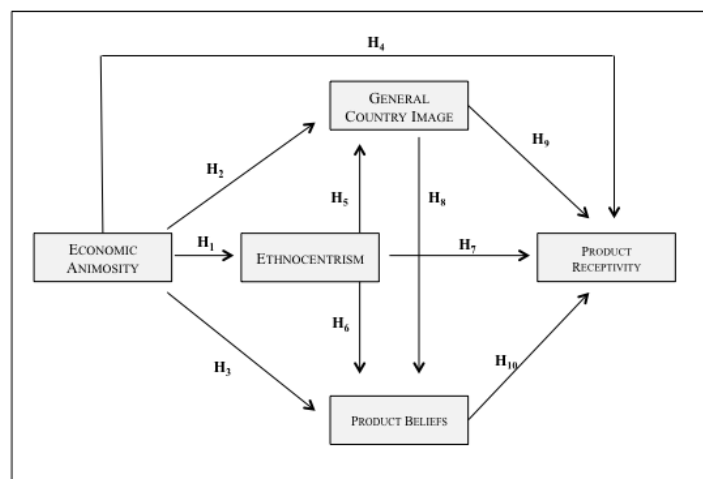 H4
GENERAL
COUNTRY IMAGE
H2
H9
H5
H8
ECONOMIC
ANIMOSITY
H1
ETHNOCENTRISM
H7
PRODUCT
RECEPTIVITY
H6
H3
H10
PRODUCT BELIEFS